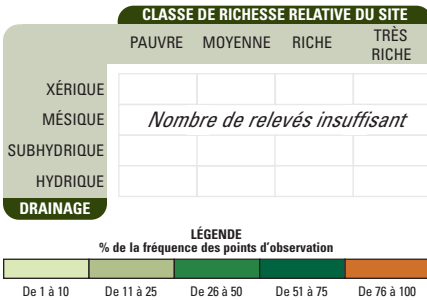 CLASSE DE RICHESSE RELATIVE DU SITE
PAUVRE MOYENNE RICHE TRÈS RICHE
XÉRIQUE
MÉSIQUE Nombre de relevés insuffisant
SUBHYDRIQUE
HYDRIQUE
DRAINAGE
LÉGENDE
% de la fréquence des points d'observation
De 1 à 10 De 11 à 25 De 26 à 50 De 51 à 75 De 76 à 100